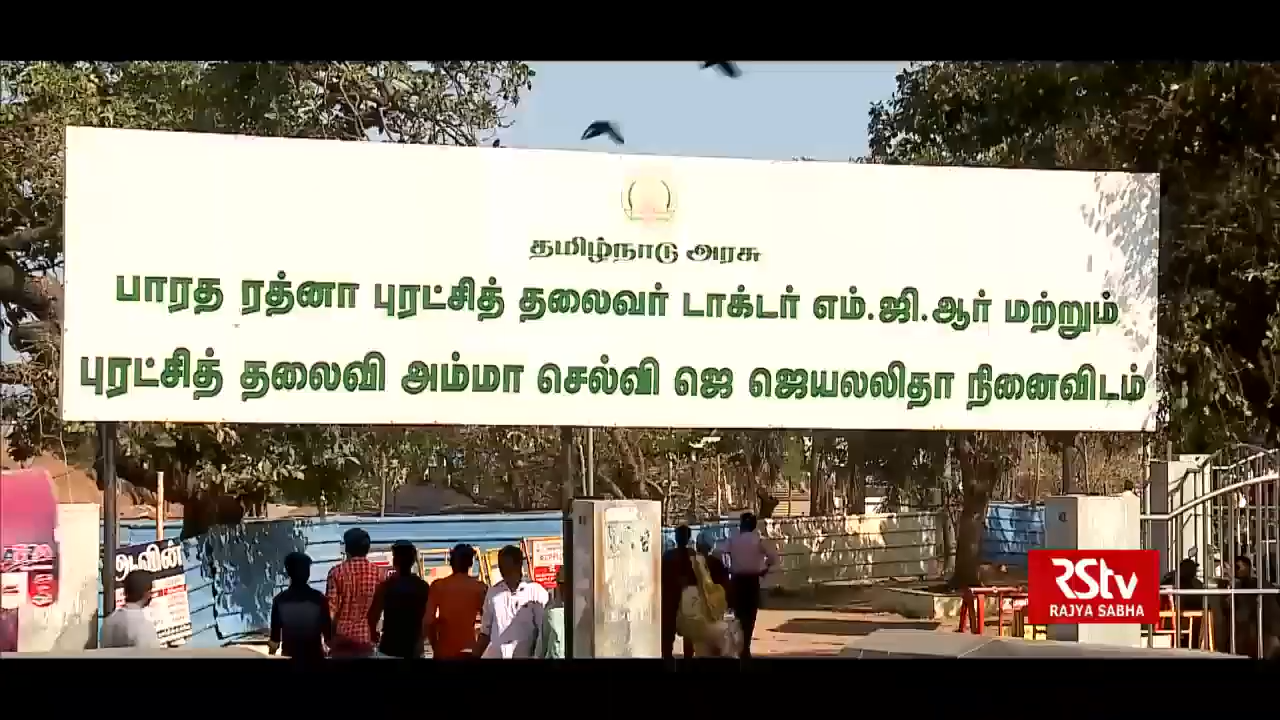 தமிழ்நாடு அரசு
பாரத ரத்னா புரட்சித் தலைவர் டாக்டர் எம்.ஜி.ஆர் மற்றும்
புரட்சித் தலைவி அம்மா செல்வி ஜெ ஜெயலலிதா நினைவிடம்
RStv
RAJYA SABHA